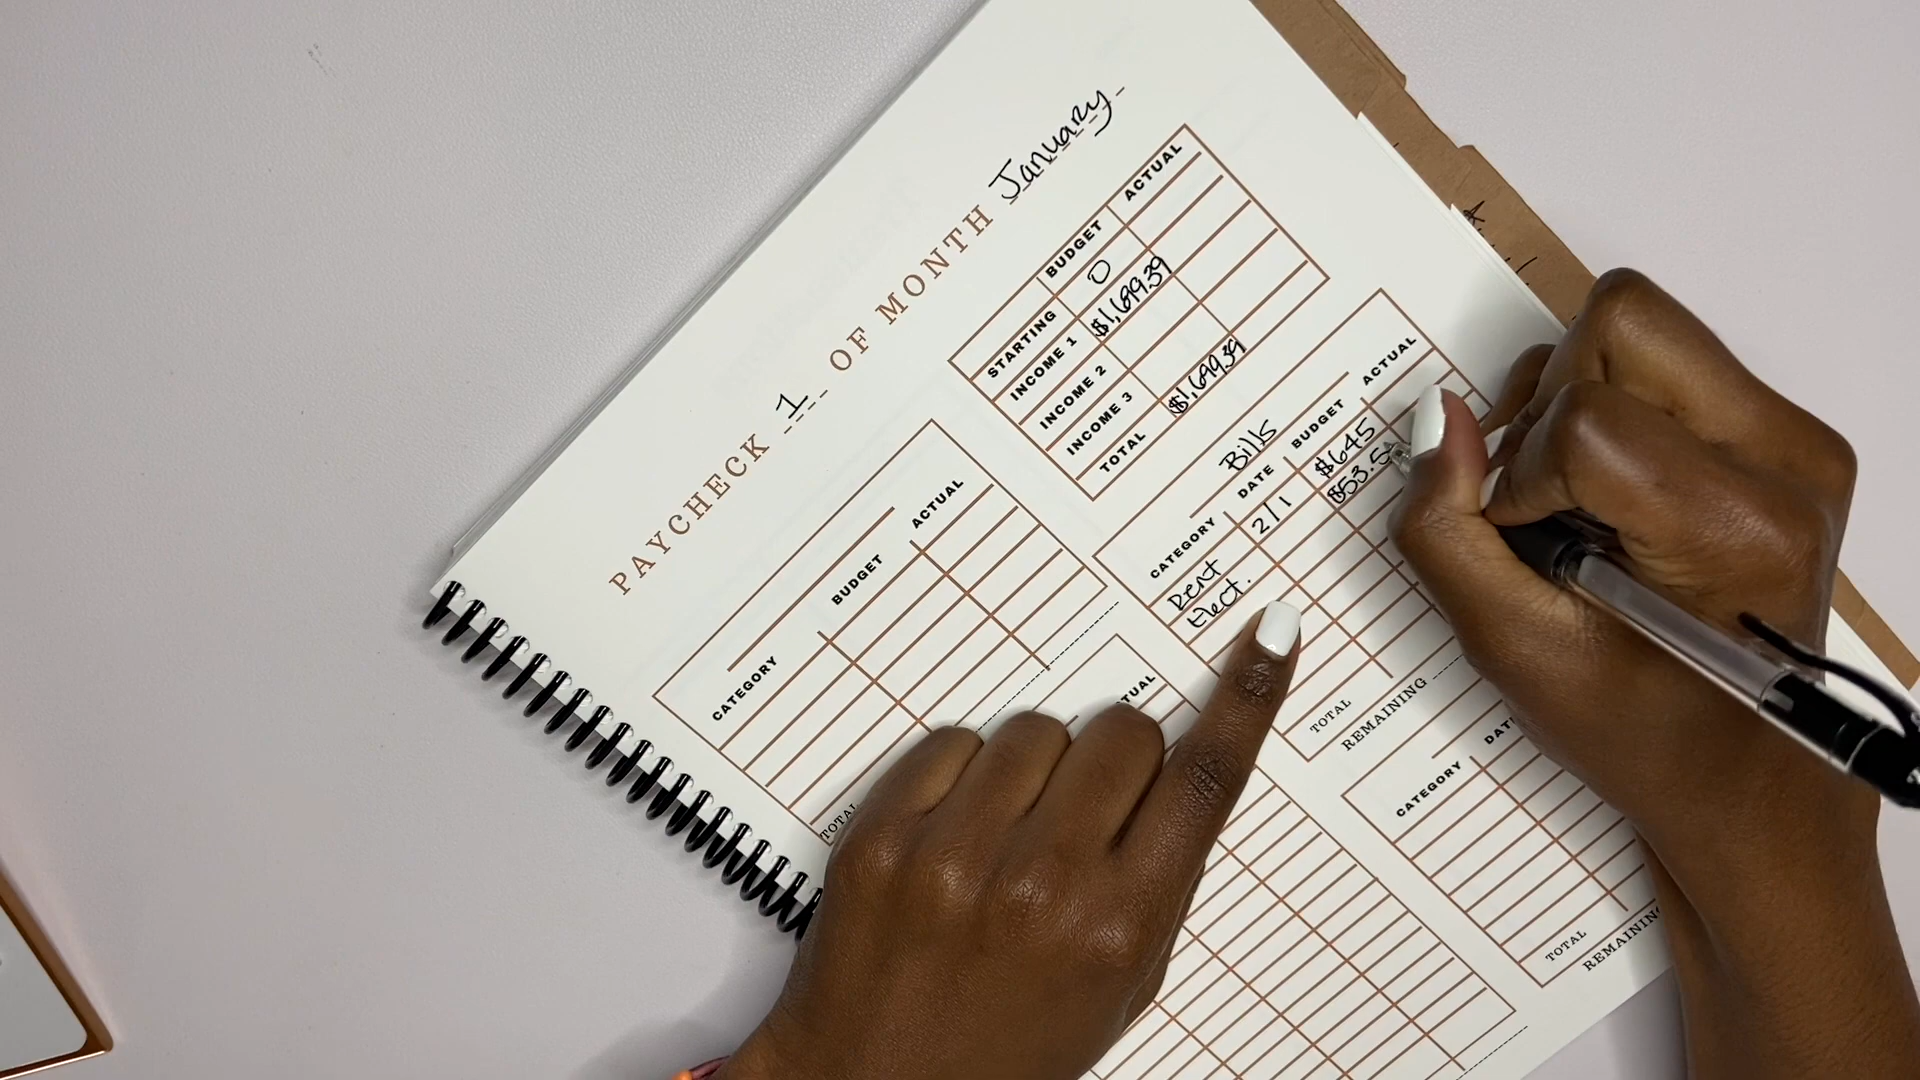 PAYCHECK 1 OF MONTH January
BUDGET ACTUAL
STARTING 0
INCOME 1 $1,699.39
INCOME 2
INCOME 3
TOTAL $1,699.39
BUDGET ACTUAL
CATEGORY
TOTAL
Bills
CATEGORY DATE BUDGET ACTUAL
Rent 2/1 $645
Elect. $53.5
TOTAL
REMAINING
CATEGORY
TOTAL
REMAINING